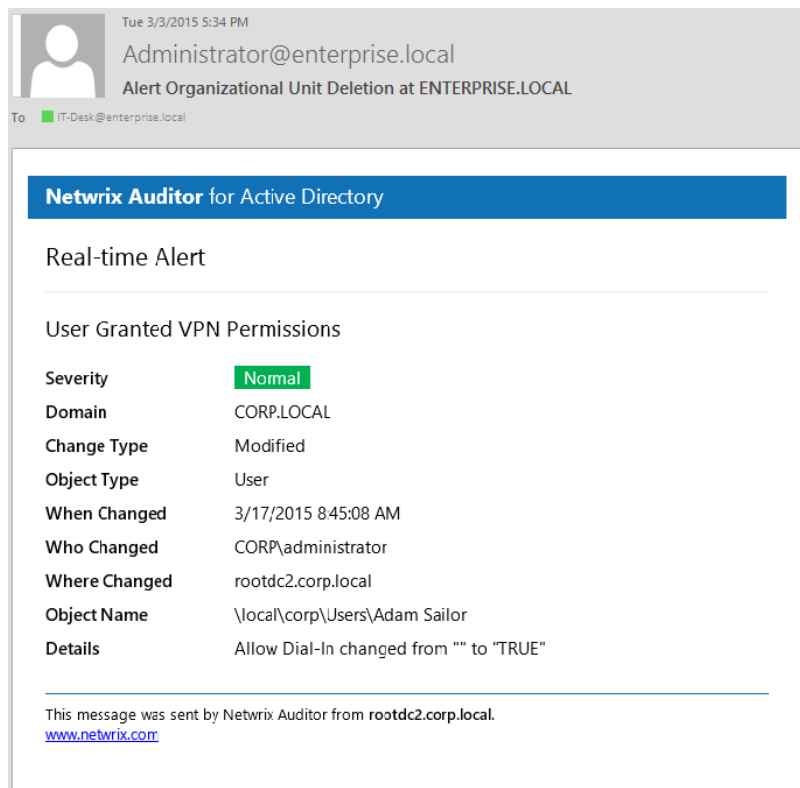 Tue 3/3/2015 5:34 PM
Administrator@enterprise.local
Alert Organizational Unit Deletion at ENTERPRISE.LOCAL
To IT-Desk@enterprise.local
Netwrix Auditor for Active Directory
Real-time Alert
User Granted VPN Permissions
Severity Normal
Domain CORP.LOCAL
Change Type Modified
Object Type User
When Changed 3/17/2015 8:45:08 AM
Who Changed CORP\administrator
Where Changed rootdc2.corp.local
Object Name \local\corp\Users\Adam Sailor
Details Allow Dial-In changed from "" to "TRUE"
This message was sent by Netwrix Auditor from rootdc2.corp.local.
www.netwrix.com